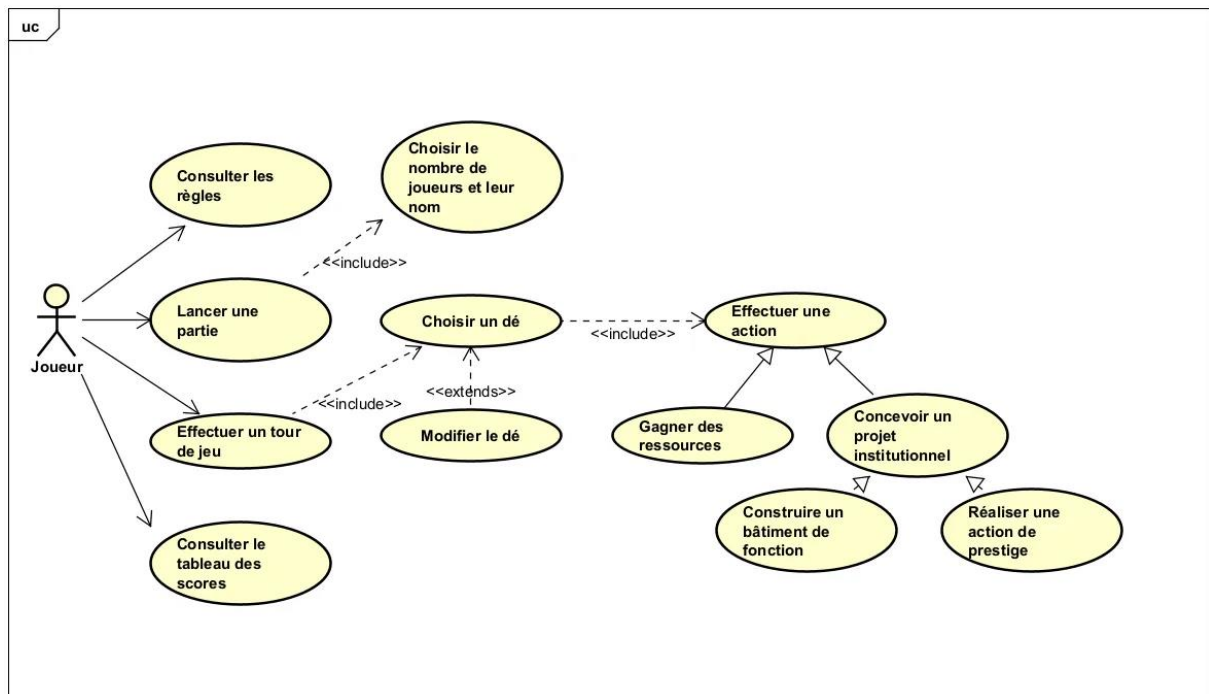 uc
Consulter les
règles
Choisir le
nombre de
joueurs et leur
nom
<<include>>
Lancer une
partie
Joueur
Choisir un dé
<<include>>
Effectuer une
action
<<extends>>
<<include>>
Effectuer un tour
de jeu
Modifier le dé
Gagner des
ressources
Concevoir un
projet
institutionnel
Construire un
bâtiment de
fonction
Réaliser une
action de
prestige
Consulter le
tableau des
scores